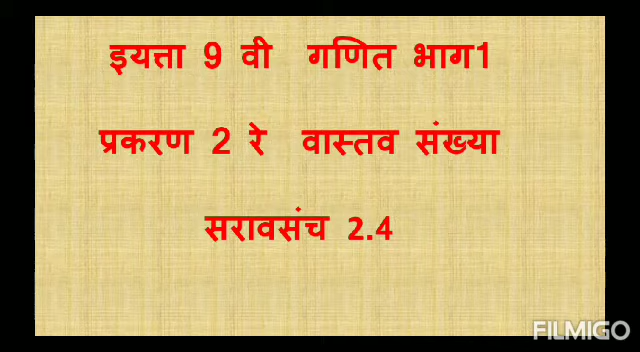 इयत्ता 9 वी गणित भाग1
प्रकरण 2 रे वास्तव संख्या
सरावसंच 2.4
FILMIGO